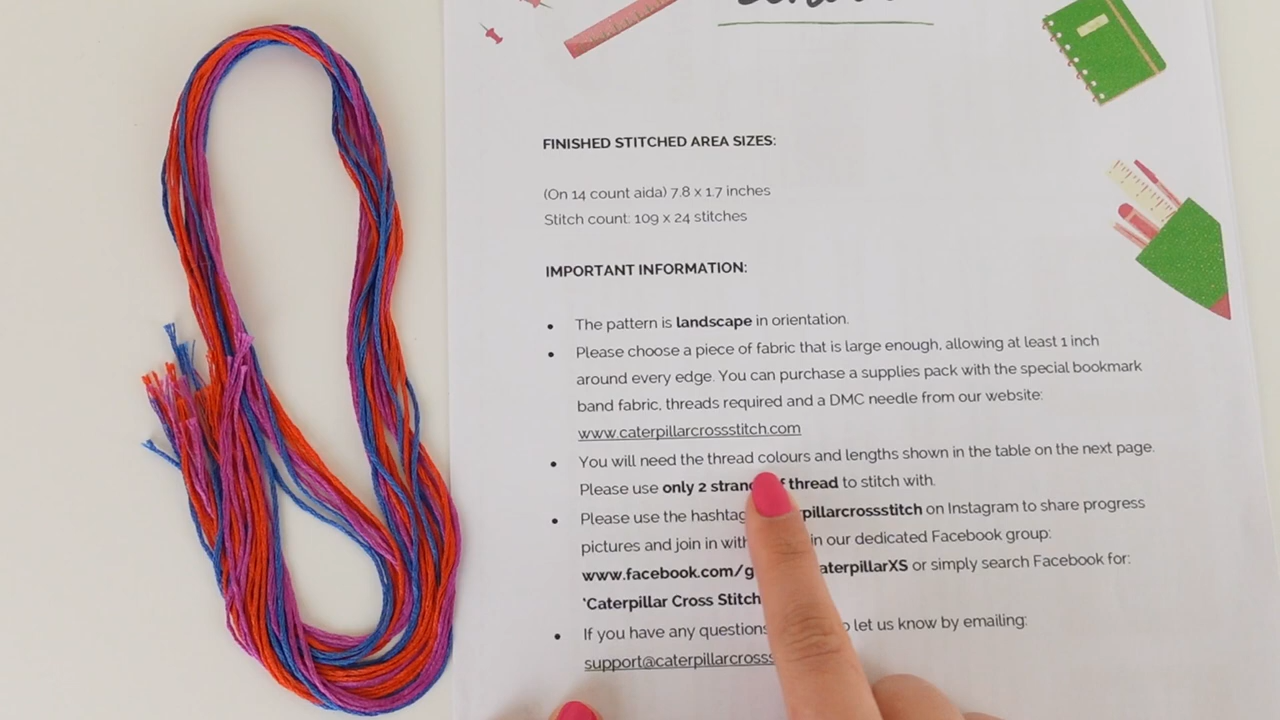 FINISHED STITCHED AREA SIZES:
(On 14 count aida) 7.8 x 1.7 inches
Stitch count: 109 x 24 stitches
IMPORTANT INFORMATION:
• The pattern is landscape in orientation.
• Please choose a piece of fabric that is large enough, allowing at least 1 inch
around every edge. You can purchase a supplies pack with the special bookmark
band fabric, threads required and a DMC needle from our website:
www.caterpillarcrossstitch.com
• You will need the thread colours and lengths shown in the table on the next page.
Please use only 2 strand f thread to stitch with.
• Please use the hashtag rpillarcrossstitch on Instagram to share progress
pictures and join in with in our dedicated Facebook group:
www.facebook.com/g aterpillarXS or simply search Facebook for:
'Caterpillar Cross Stitch
• If you have any questions let us know by emailing:
support@caterpillarcrosss